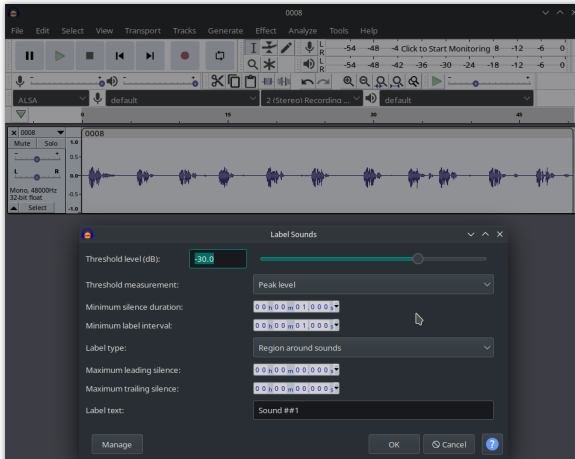 0008
File Edit Select View Transport Tracks Generate Effect Analyze Tools Help
L R -54 -48 -4 Click to Start Monitoring 8 -12 -6 0
L R -54 -48 -42 -36 -30 -24 -18 -12 -6 0
ALSA default 2 (Stereo) Recording ... default
0 15 30 45
× 0008 0008
Mute Solo 1.0
- + 0.5
L R 0.0
Mono, 48000Hz -0.5
32-bit float
Select -1.0
Label Sounds
Threshold level (dB): -30.0
Threshold measurement: Peak level
Minimum silence duration: 00h00m01.000s
Minimum label interval: 00h00m01.000s
Label type: Region around sounds
Maximum leading silence: 00h00m00.000s
Maximum trailing silence: 00h00m00.000s
Label text: Sound ##1
Manage OK Cancel ?